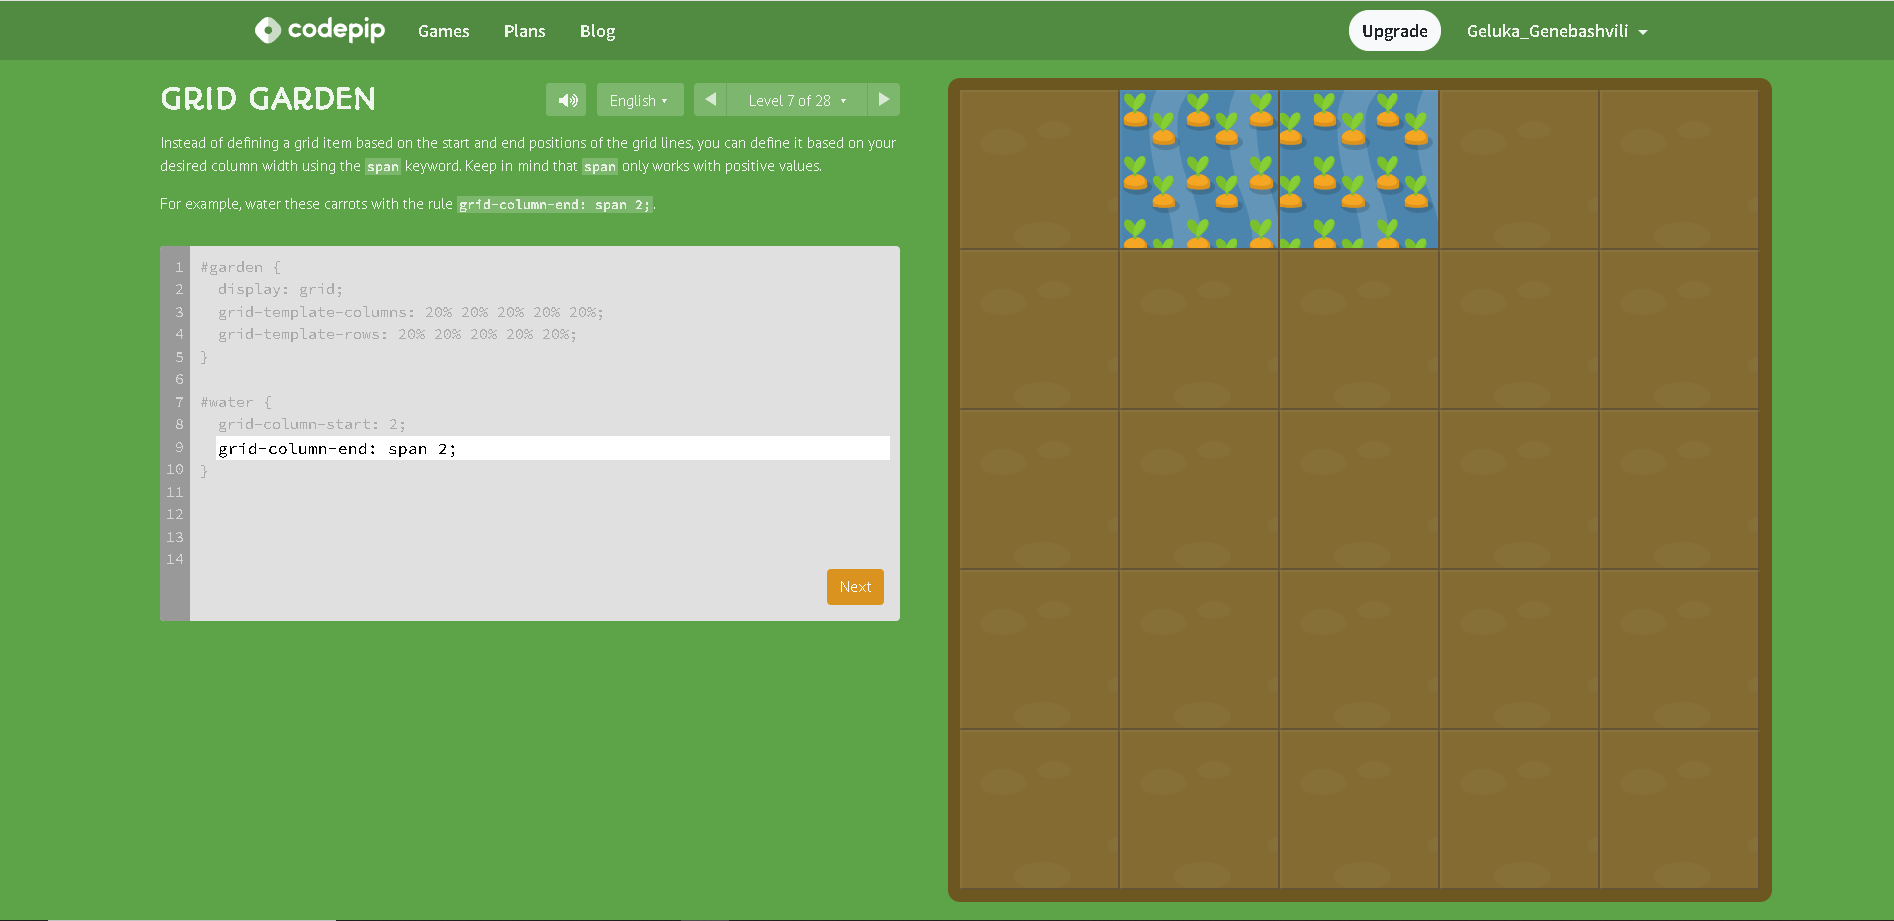 codepip Games Plans Blog Upgrade Geluka_Genebashvili
GRID GARDEN English Level 7 of 28
Instead of defining a grid item based on the start and end positions of the grid lines, you can define it based on your
desired column width using the span keyword. Keep in mind that span only works with positive values.
For example, water these carrots with the rule grid-column-end: span 2;.
1 #garden {
2 display: grid;
3 grid-template-columns: 20% 20% 20% 20% 20%;
4 grid-template-rows: 20% 20% 20% 20% 20%;
5 }
6
7 #water {
8 grid-column-start: 2;
9 grid-column-end: span 2;
10 }
11
12
13
14
Next